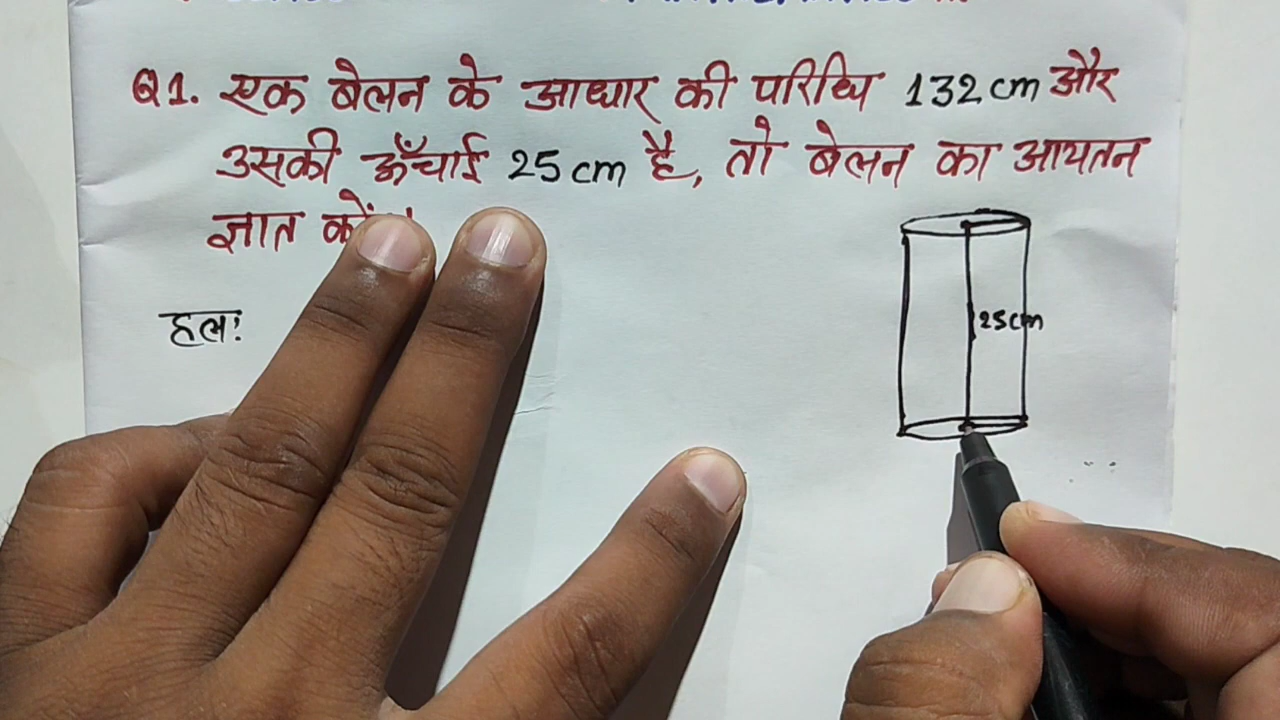 Q1. एक बेलन के आधार की परिधि 132 cm और
उसकी ऊँचाई 25 cm है, तो बेलन का आयतन
ज्ञात
25cm
हल: